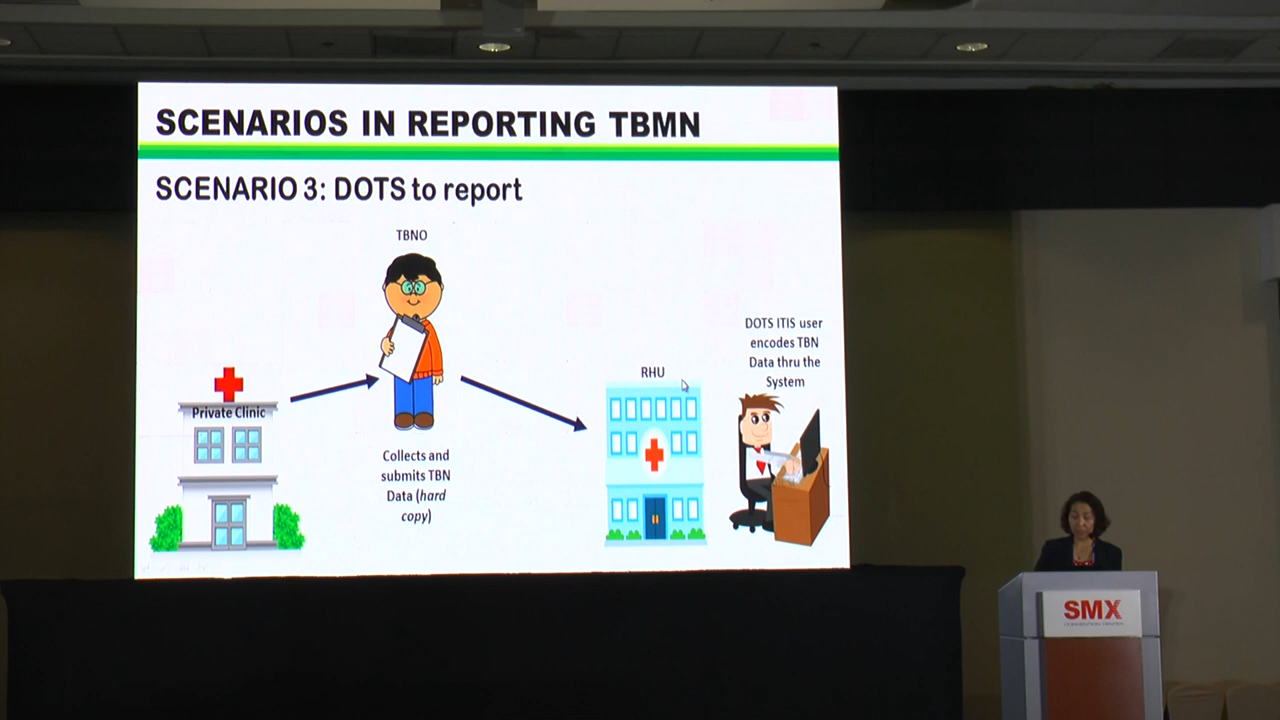 SCENARIOS IN REPORTING TBMN
SCENARIO 3: DOTS to report
TBNO
Private Clinic
Collects and
submits TBN
Data (hard
copy)
RHU
DOTS ITIS user
encodes TBN
Data thru the
System
SMX